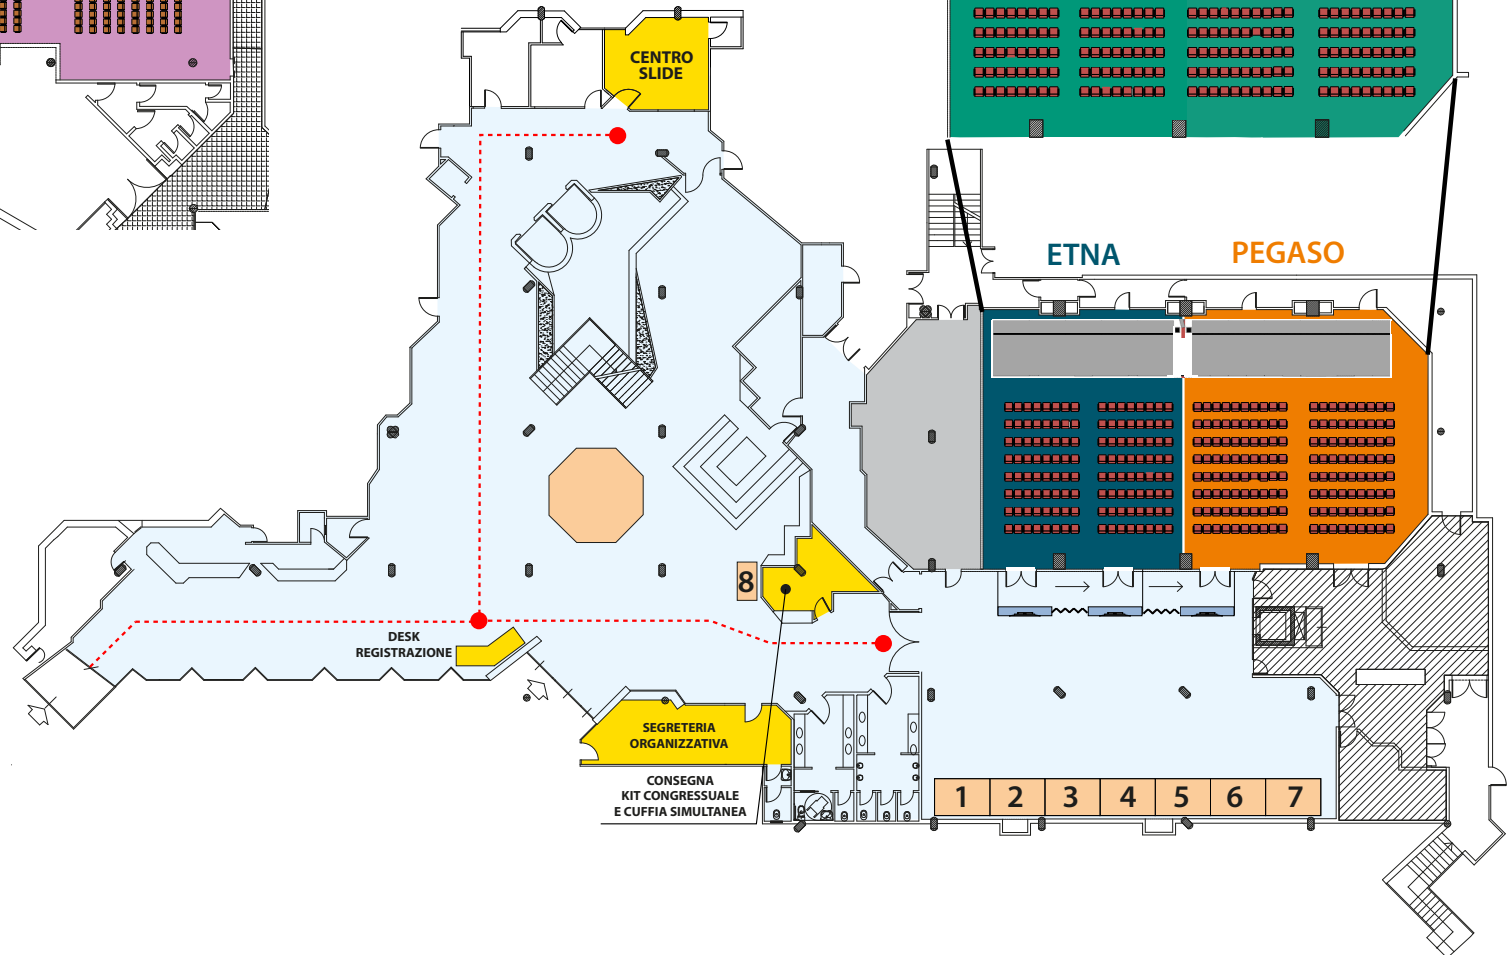 CENTRO
SLIDE
ETNA
PEGASO
8
DESK
REGISTRAZIONE
SEGRETERIA
ORGANIZZATIVA
CONSEGNA
KIT CONGRESSUALE
E CUFFIA SIMULTANEA
1 2 3 4 5 6 7